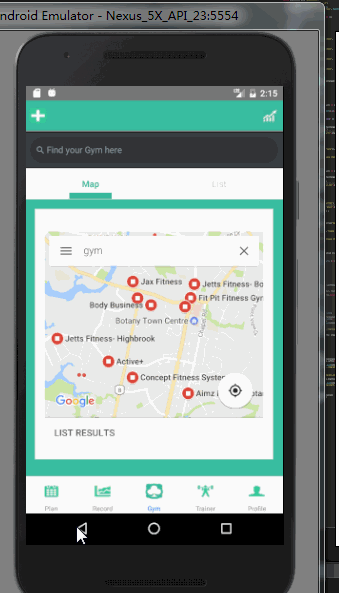 ndroid Emulator - Nexus_5X_API_23:5554
2:15
Find your Gym here
Map
List
gym
Jax Fitness
Jetts Fitness- Bo
Body Business
Fit Pit Fitness Gyr
Botany Town Centre
Jetts Fitness- Highbrook
Active+
Concept Fitness System
Aimz
otan
Google
LIST RESULTS
Plan
Record
Gym
Trainer
Profile